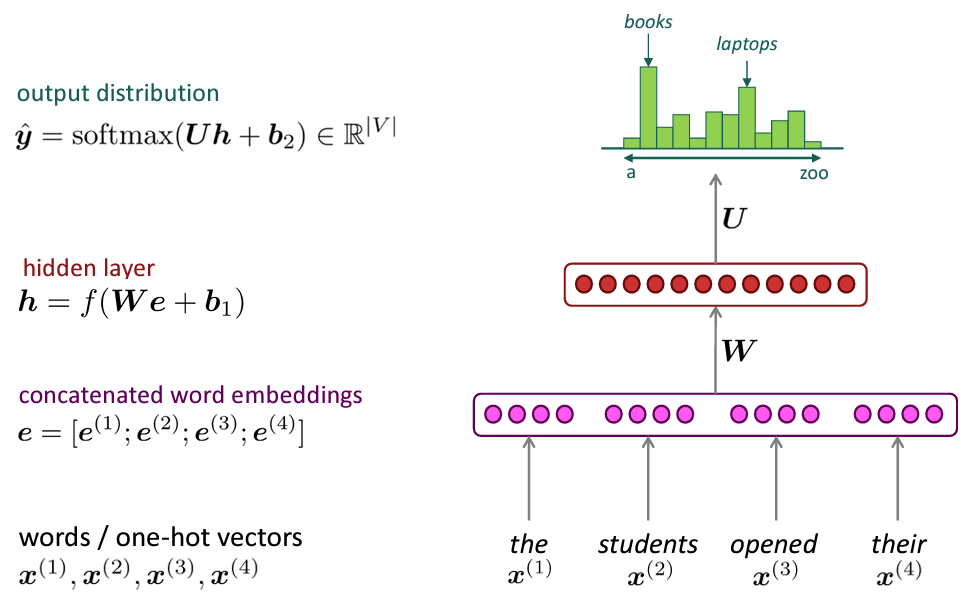 books
laptops
output distribution
ŷ = softmax(Uh + b₂) ∈ ℝ^|V|
a
zoo
U
hidden layer
h = f(We + b₁)
W
concatenated word embeddings
e = [e⁽¹⁾; e⁽²⁾; e⁽³⁾; e⁽⁴⁾]
words / one-hot vectors
the students opened their
x⁽¹⁾, x⁽²⁾, x⁽³⁾, x⁽⁴⁾
x⁽¹⁾ x⁽²⁾ x⁽³⁾ x⁽⁴⁾